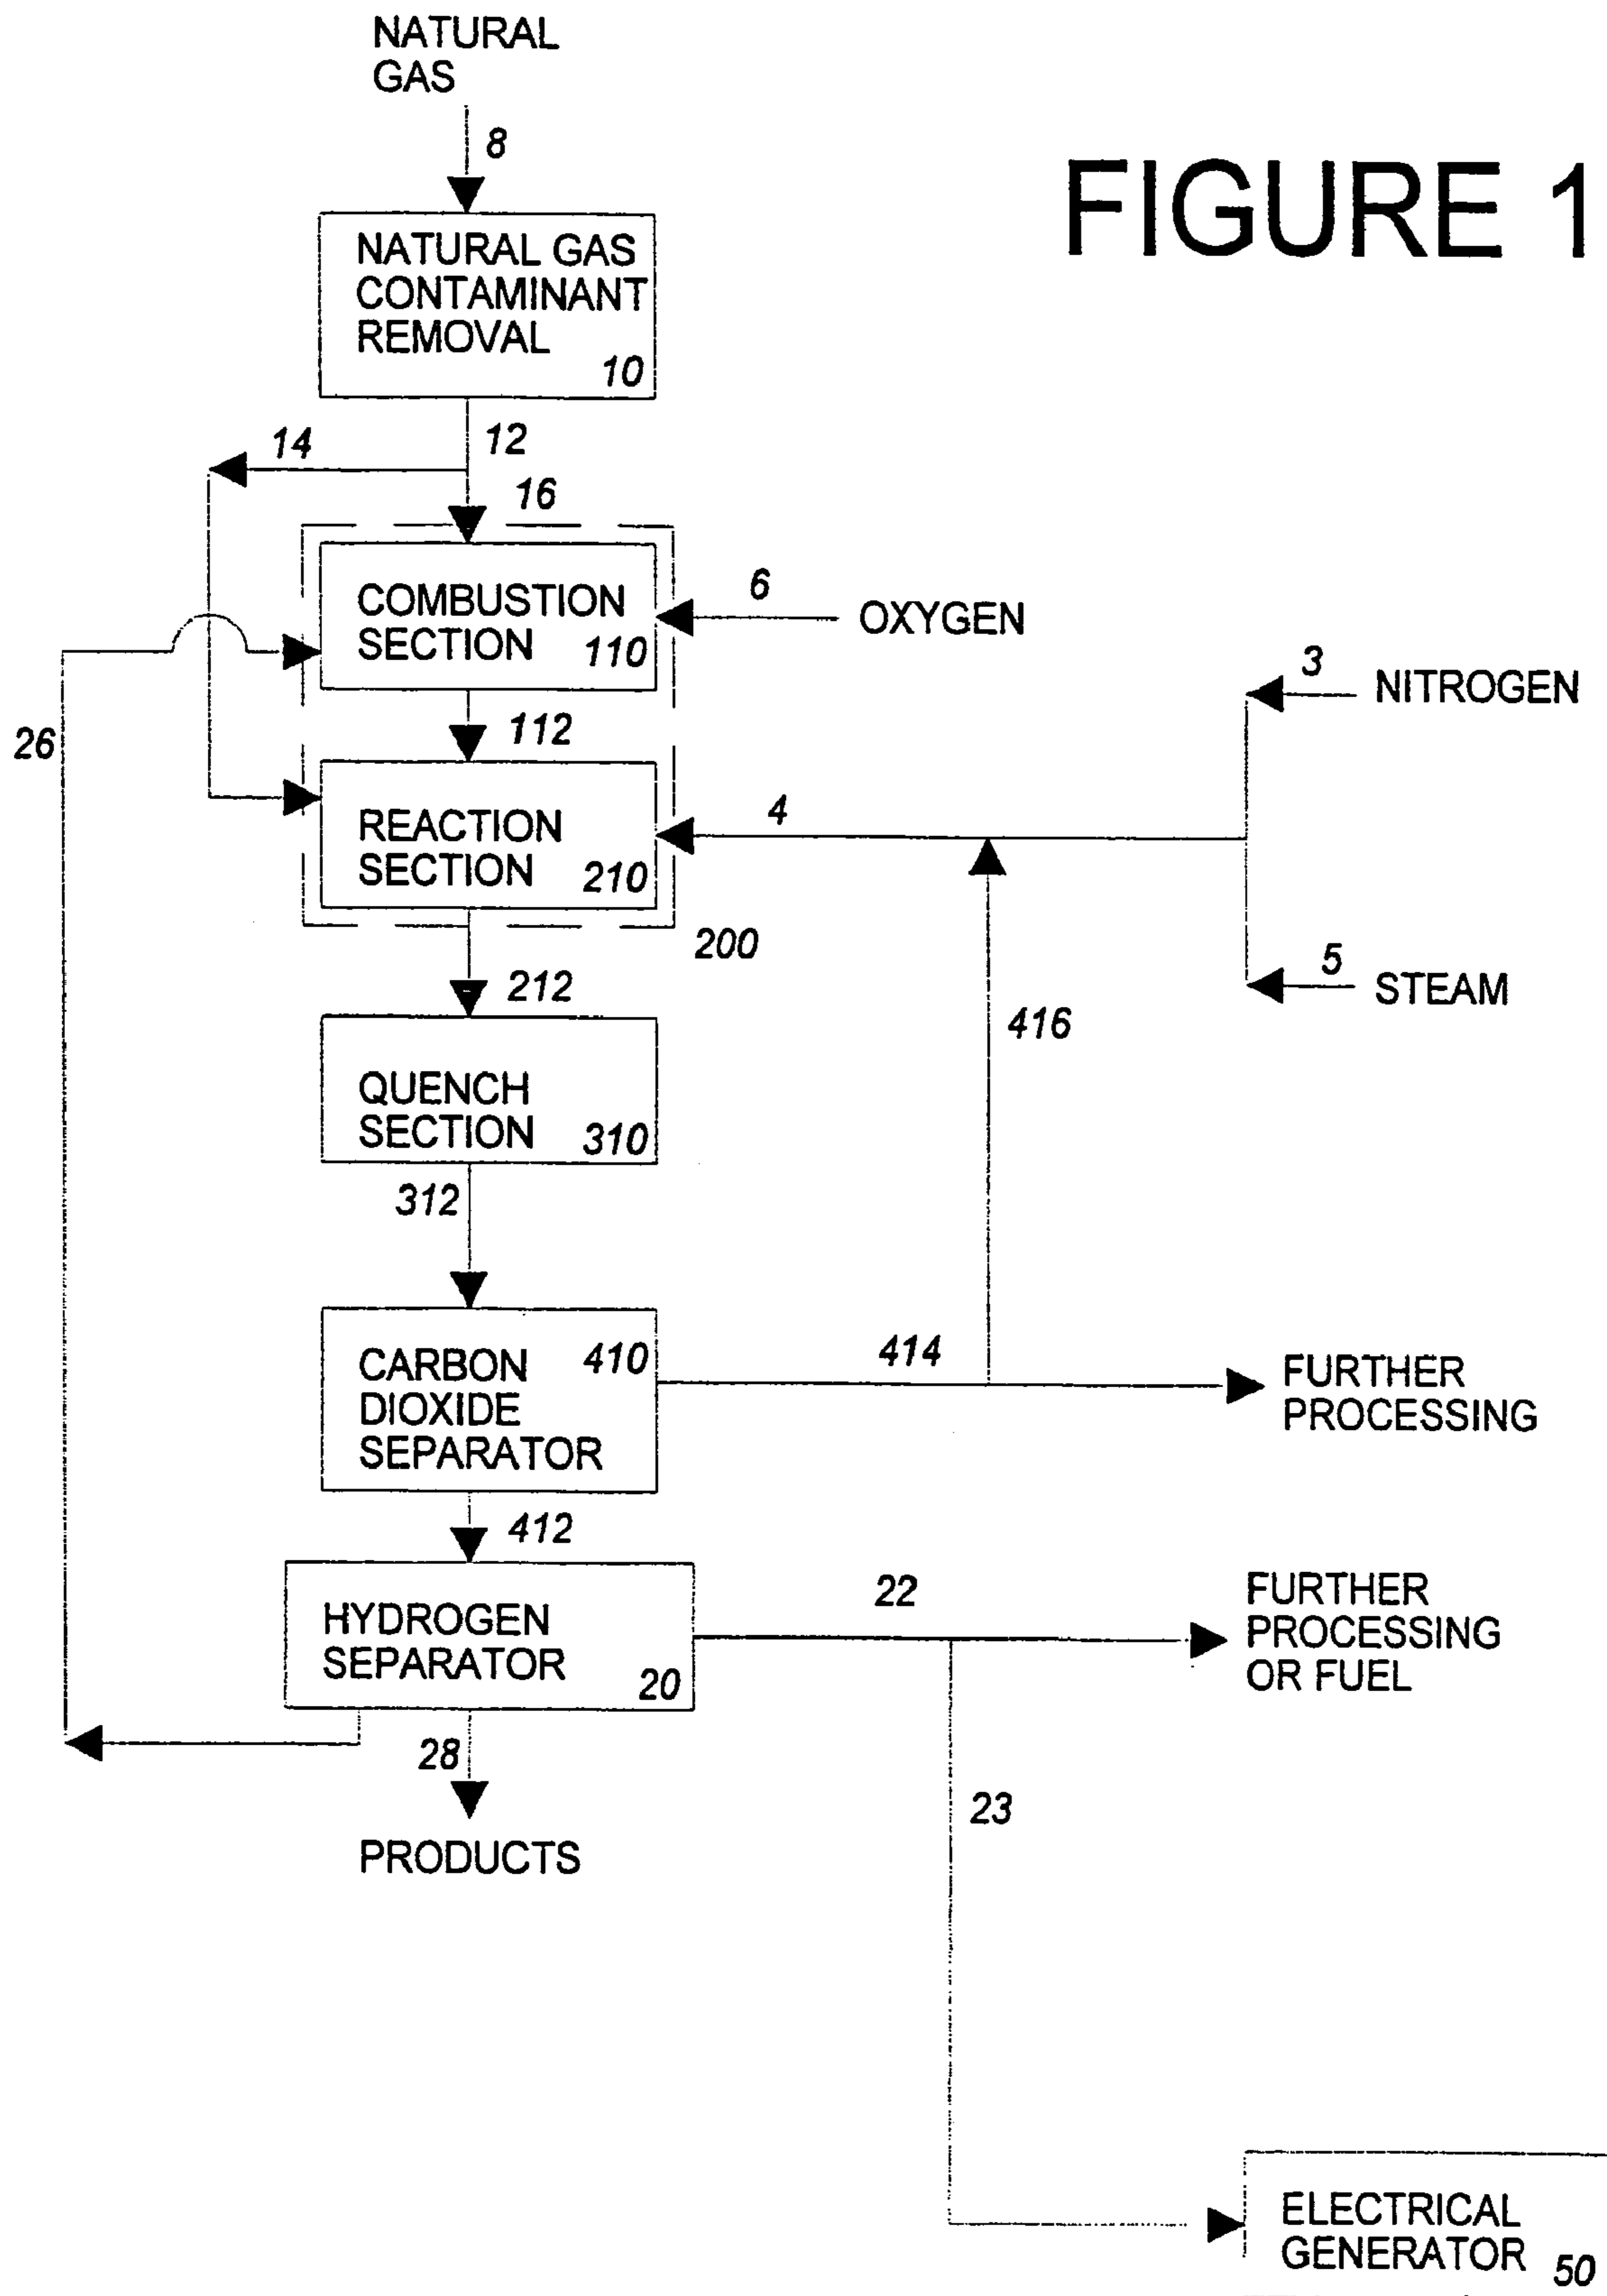 NATURAL
GAS
8
FIGURE 1
NATURAL GAS
CONTAMINANT
REMOVAL
10
14
12
16
COMBUSTION
SECTION
110
6
OXYGEN
3
NITROGEN
26
112
REACTION
SECTION
210
4
200
5
STEAM
212
416
QUENCH
SECTION
310
312
CARBON
DIOXIDE
SEPARATOR
410
414
FURTHER
PROCESSING
412
HYDROGEN
SEPARATOR
20
22
FURTHER
PROCESSING
OR FUEL
28
23
PRODUCTS
ELECTRICAL
GENERATOR
50